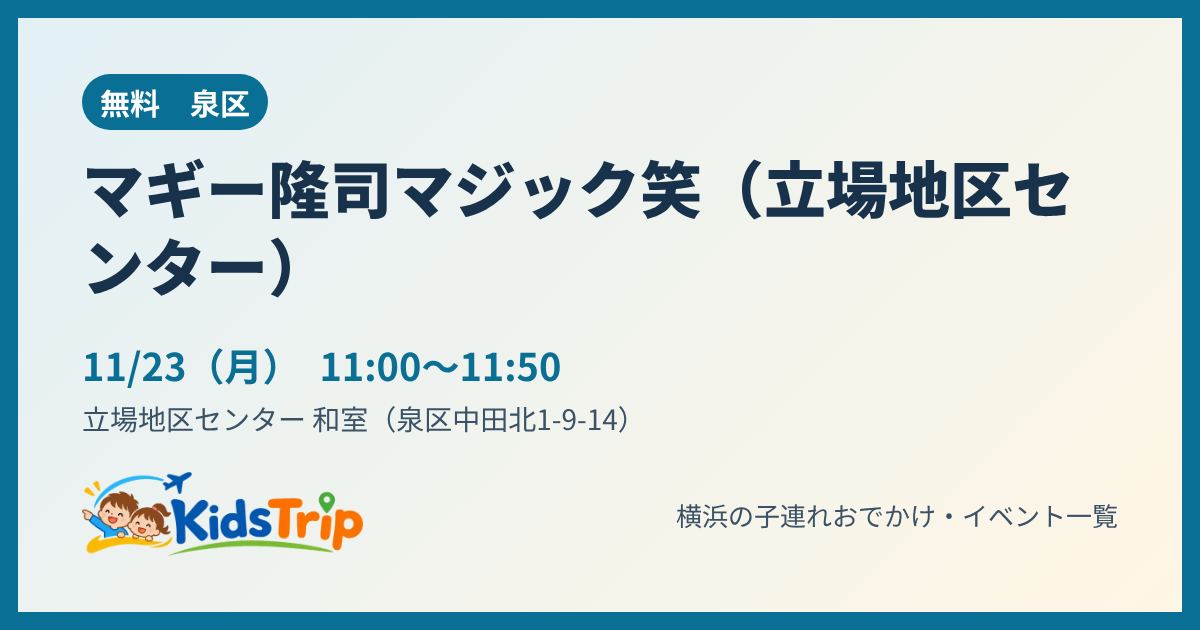 無料　泉区
マギー隆司マジック笑（立場地区セ
ンター）
11/23（月）　11:00～11:50
立場地区センター 和室（泉区中田北1-9-14）
KidsTrip
横浜の子連れおでかけ・イベント一覧